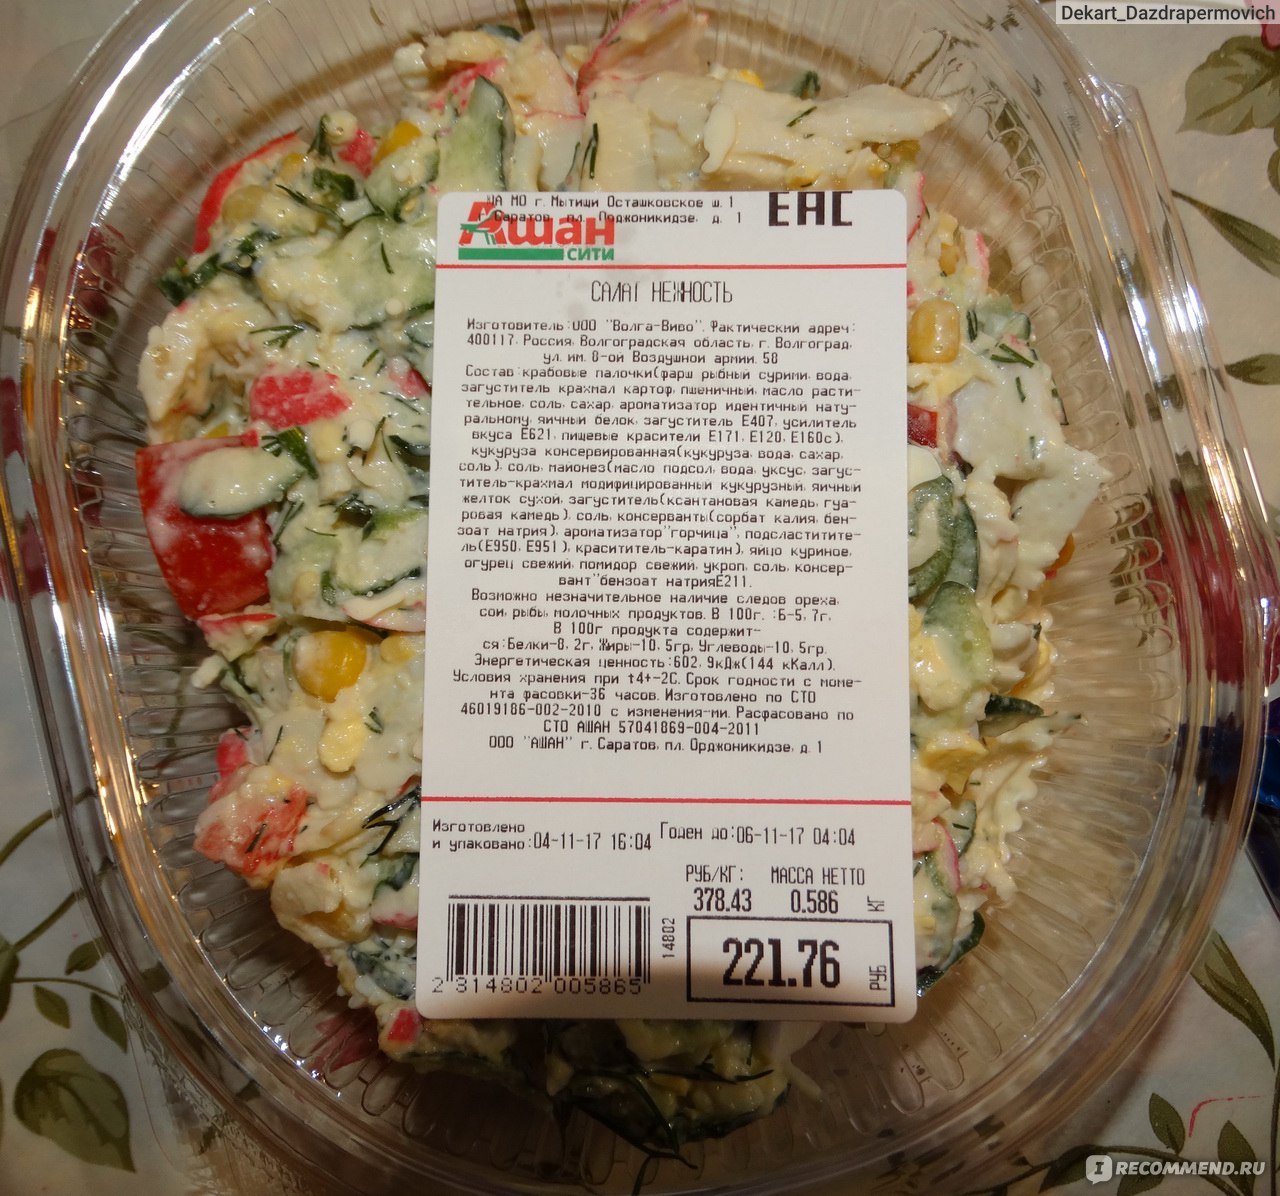 Dekart_Dazdrapermovich
ЦА МО г. Мытищи Осташковское ш. 1
г. Саратов, пл. Орджоникидзе, д. 1
ЕАС
Ашан
СИТИ
САЛАТ НЕЖНОСТЬ
Изготовитель:ООО "Волга-Виво". Фактический адрес:
400117, Россия, Волгоградская область, г. Волгоград,
ул. им. 8-ой Воздушной армии, 58
Состав:крабовые палочки(фарш рыбный сурими, вода,
загуститель крахмал картоф, пшеничный, масло расти-
тельное, соль, сахар, ароматизатор идентичный нату-
ральному, яичный белок, загуститель Е407, усилитель
вкуса Е621, пищевые красители Е171, Е120, Е160с),
кукуруза консервированная(кукуруза, вода, сахар,
соль), соль, майонез(масло подсол, вода, уксус, загус-
титель-крахмал модифицированный кукурузный, яичный
желток сухой, загуститель(ксантановая камедь, гуа-
ровая камедь), соль, консерванты(сорбат калия, бен-
зоат натрия), ароматизатор"горчица", подсластител-
ь(Е950, Е951), краситель-каратин), яйцо куриное,
огурец свежий, помидор свежий, укроп, соль, консер-
вант"бензоат натрияЕ211.
Возможно незначительное наличие следов ореха,
сои, рыбы, молочных продуктов. В 100г. :Б-5, 7г,
В 100г продукта содержит-
ся:Белки-8, 2г, Жиры-10, 5гр, Углеводы-10, 5гр.
Энергетическая ценность:602, 9кДж(144 кКалл).
Условия хранения при t4+-2С. Срок годности с моме-
нта фасовки-36 часов. Изготовлено по СТО
46019186-002-2010 с изменения-ми. Расфасовано по
СТО АШАН 57041869-004-2011
ООО "АШАН" г. Саратов, пл. Орджоникидзе, д. 1
Изготовлено
и упаковано:04-11-17 16:04 Годен до:06-11-17 04:04
РУБ/КГ: МАССА НЕТТО
378.43 0.586 КГ
14802
221.76 РУБ
2 314802 005865
IRECOMMEND.RU